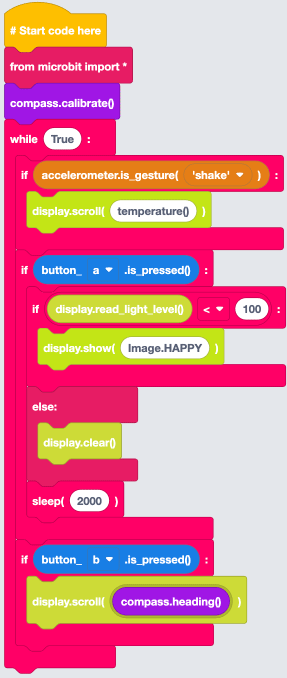 # Start code here
from microbit import *
compass.calibrate()
while True :
if accelerometer.is_gesture( 'shake' ) :
display.scroll( temperature() )
if button_ a .is_pressed() :
if display.read_light_level() < 100 :
display.show( Image.HAPPY )
else:
display.clear()
sleep( 2000 )
if button_ b .is_pressed() :
display.scroll( compass.heading() )